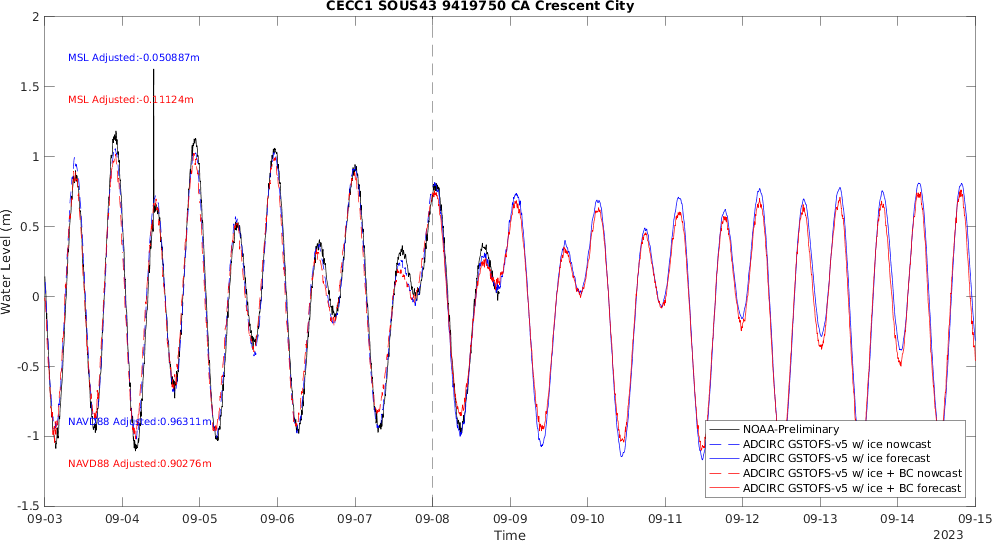 CECC1 SOUS43 9419750 CA Crescent City
2
MSL Adjusted:-0.050887m
1.5
MSL Adjusted:-0.11124m
1
0.5
Water Level (m)
0
-0.5
NAVD88 Adjusted:0.96311m
-1
NAVD88 Adjusted:0.90276m
-1.5
NOAA-Preliminary
ADCIRC GSTOFS-v5 w/ ice nowcast
ADCIRC GSTOFS-v5 w/ ice forecast
ADCIRC GSTOFS-v5 w/ ice + BC nowcast
ADCIRC GSTOFS-v5 w/ ice + BC forecast
09-03 09-04 09-05 09-06 09-07 09-08 09-09 09-10 09-11 09-12 09-13 09-14 09-15
Time
2023